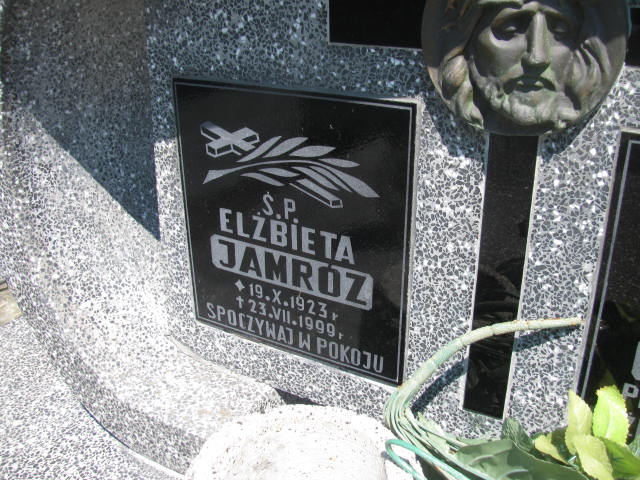 Ś.P.
ELŻBIETA
JAMRÓZ
19.X.1923 r
23.VII.1999 r.
SPOCZYWAJ W POKOJU